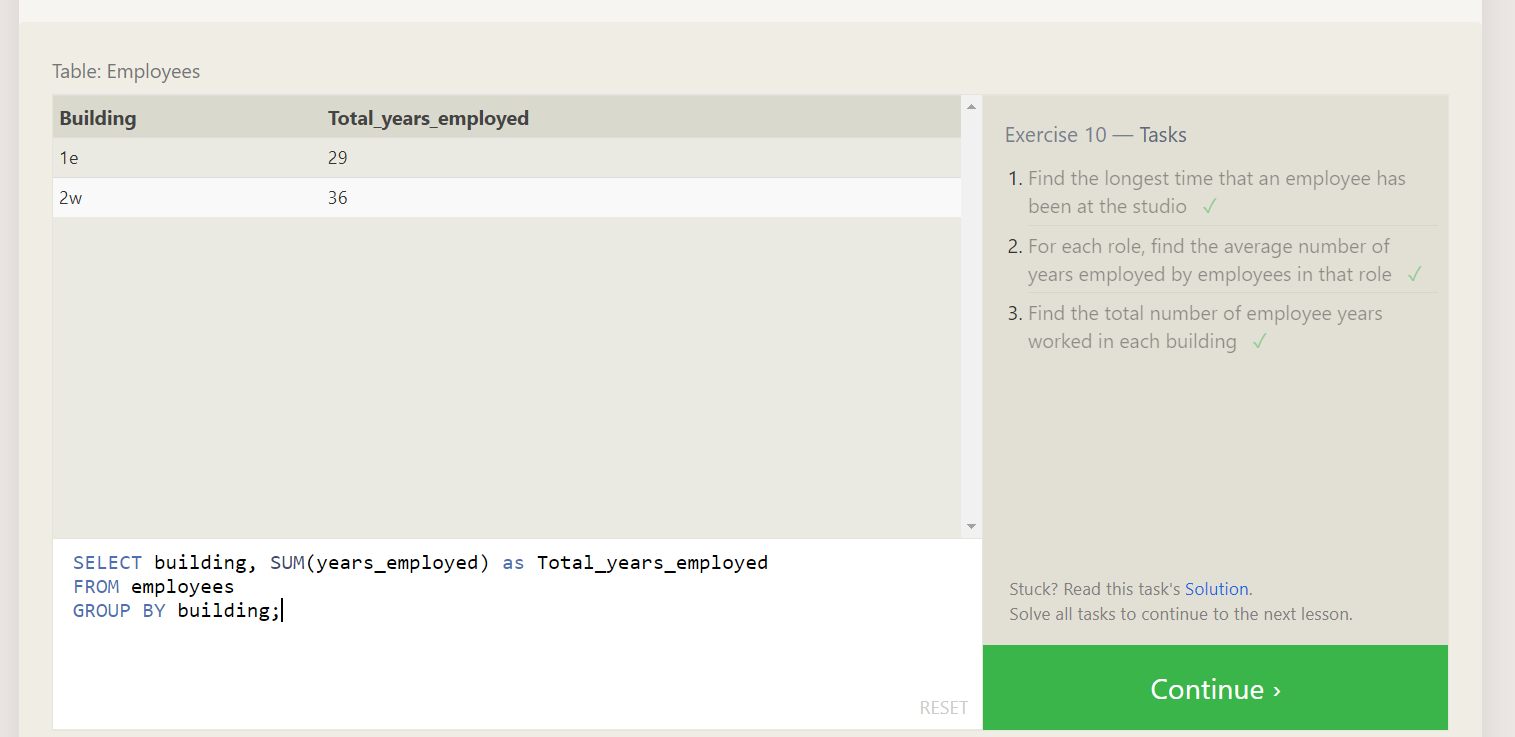 Table: Employees
Building Total_years_employed
1e 29
2w 36
SELECT building, SUM(years_employed) as Total_years_employed
FROM employees
GROUP BY building;
RESET
Exercise 10 — Tasks
1. Find the longest time that an employee has
been at the studio ✓
2. For each role, find the average number of
years employed by employees in that role ✓
3. Find the total number of employee years
worked in each building ✓
Stuck? Read this task's Solution.
Solve all tasks to continue to the next lesson.
Continue ›